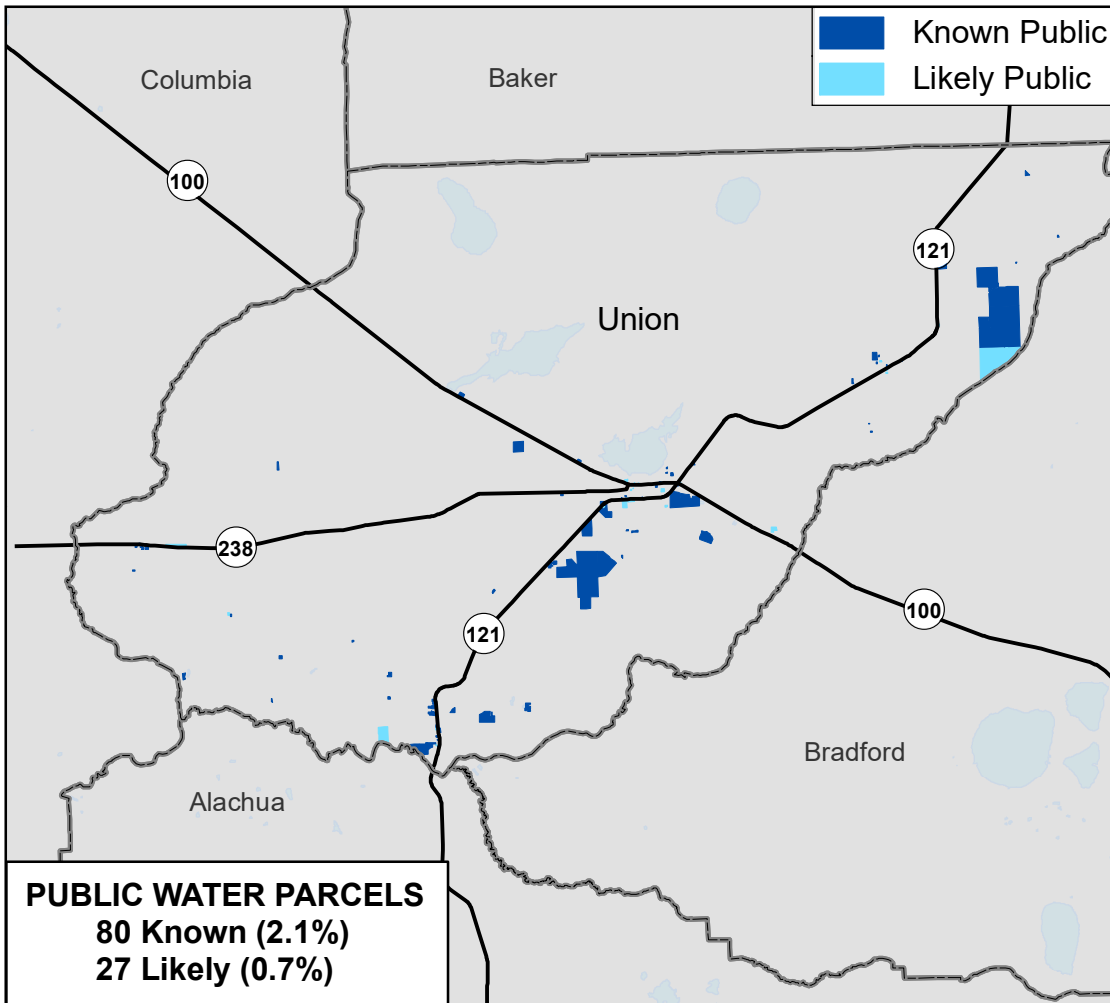 Known Public
Likely Public
Columbia
Baker
100
121
Union
238
121
100
Bradford
Alachua
PUBLIC WATER PARCELS
80 Known (2.1%)
27 Likely (0.7%)